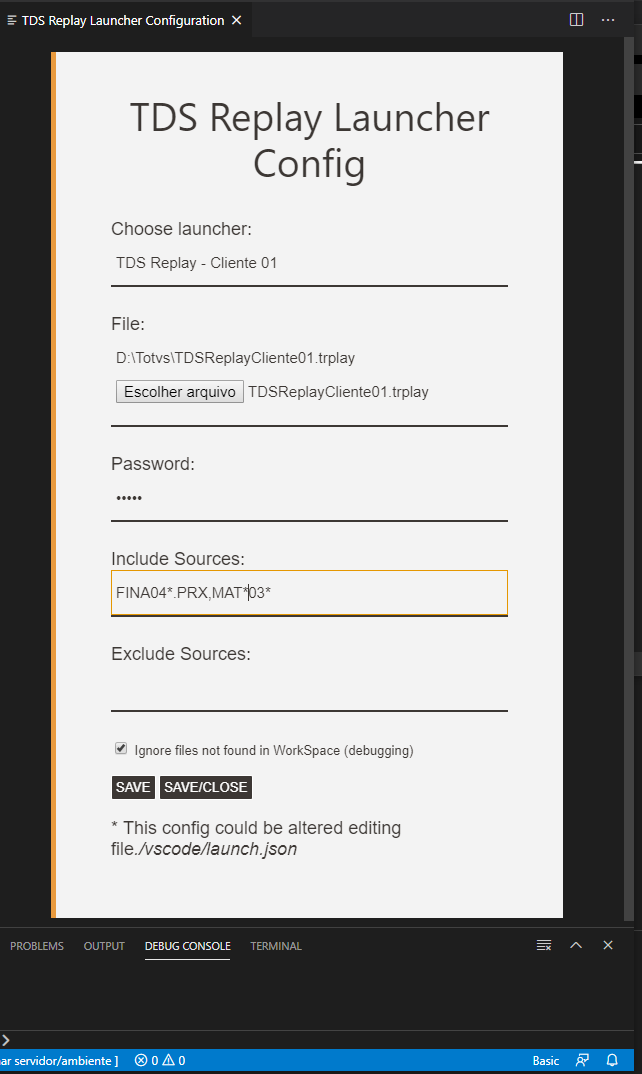 TDS Replay Launcher Configuration
TDS Replay Launcher
Config
Choose launcher:
TDS Replay - Cliente 01
File:
D:\Totvs\TDSReplayCliente01.trplay
Escolher arquivo TDSReplayCliente01.trplay
Password:
•••••
Include Sources:
FINA04*.PRX,MAT*03*
Exclude Sources:
Ignore files not found in WorkSpace (debugging)
SAVE SAVE/CLOSE
* This config could be altered editing
file./vscode/launch.json
PROBLEMS OUTPUT DEBUG CONSOLE TERMINAL
ar servidor/ambiente ] 0 0 Basic